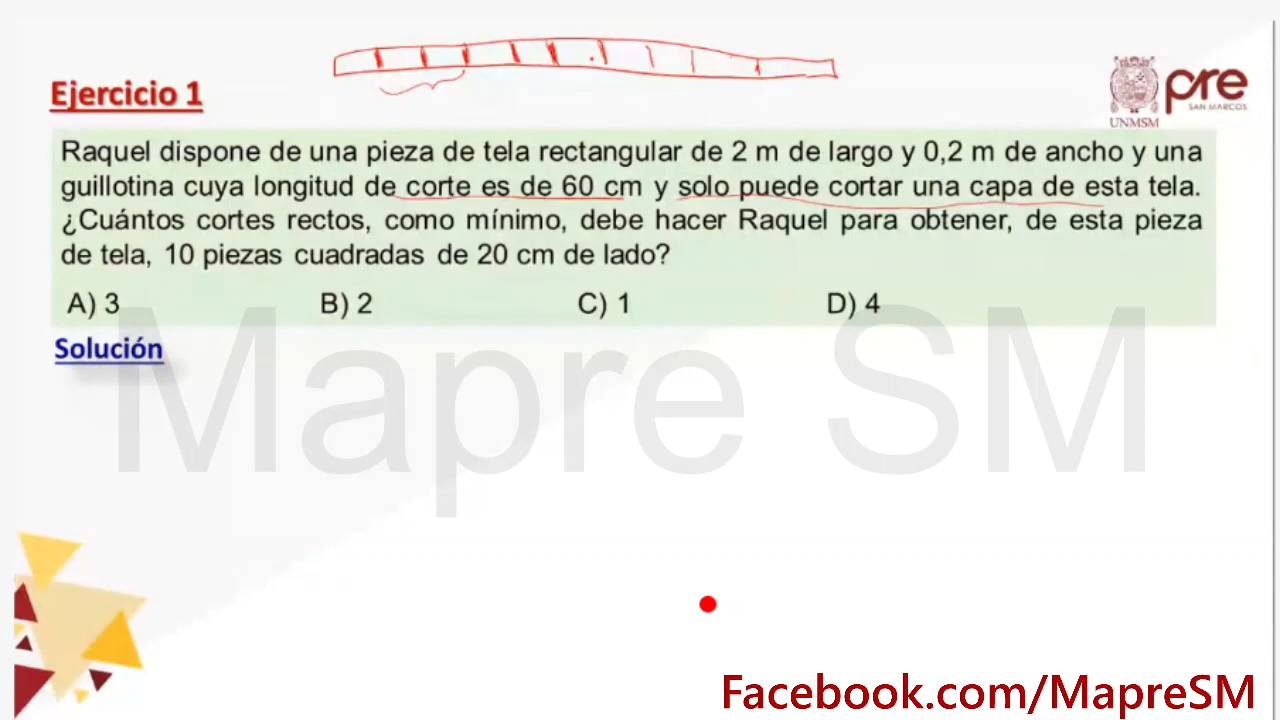 Ejercicio 1
pre
SAN MARCOS
UNMSM
Raquel dispone de una pieza de tela rectangular de 2 m de largo y 0,2 m de ancho y una
guillotina cuya longitud de corte es de 60 cm y solo puede cortar una capa de esta tela.
¿Cuántos cortes rectos, como mínimo, debe hacer Raquel para obtener, de esta pieza
de tela, 10 piezas cuadradas de 20 cm de lado?
A) 3 B) 2 C) 1 D) 4
Solución
Mapre SM
Facebook.com/MapreSM